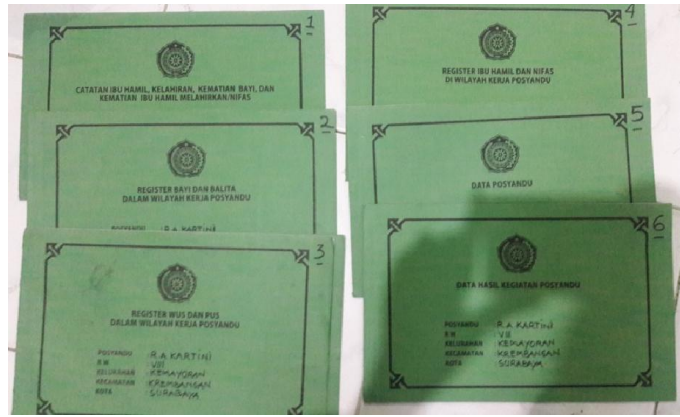 1
CATATAN IBU HAMIL, KELAHIRAN, KEMATIAN BAYI, DAN
KEMATIAN IBU HAMIL MELAHIRKAN/NIFAS
2
REGISTER BAYI DAN BALITA
DALAM WILAYAH KERJA POSYANDU
POSYANDU : R.A KARTINI
3
REGISTER WUS DAN PUS
DALAM WILAYAH KERJA POSYANDU
POSYANDU : R.A KARTINI
R W : VIII
KELURAHAN : KEMAYORAN
KECAMATAN : KREMBANGAN
KOTA : SURABAYA
4
REGISTER IBU HAMIL DAN NIFAS
DI WILAYAH KERJA POSYANDU
5
DATA POSYANDU
6
DATA HASIL KEGIATAN POSYANDU
POSYANDU : R.A KARTINI
R W : VIII
KELURAHAN : KEMAYORAN
KECAMATAN : KREMBANGAN
KOTA : SURABAYA